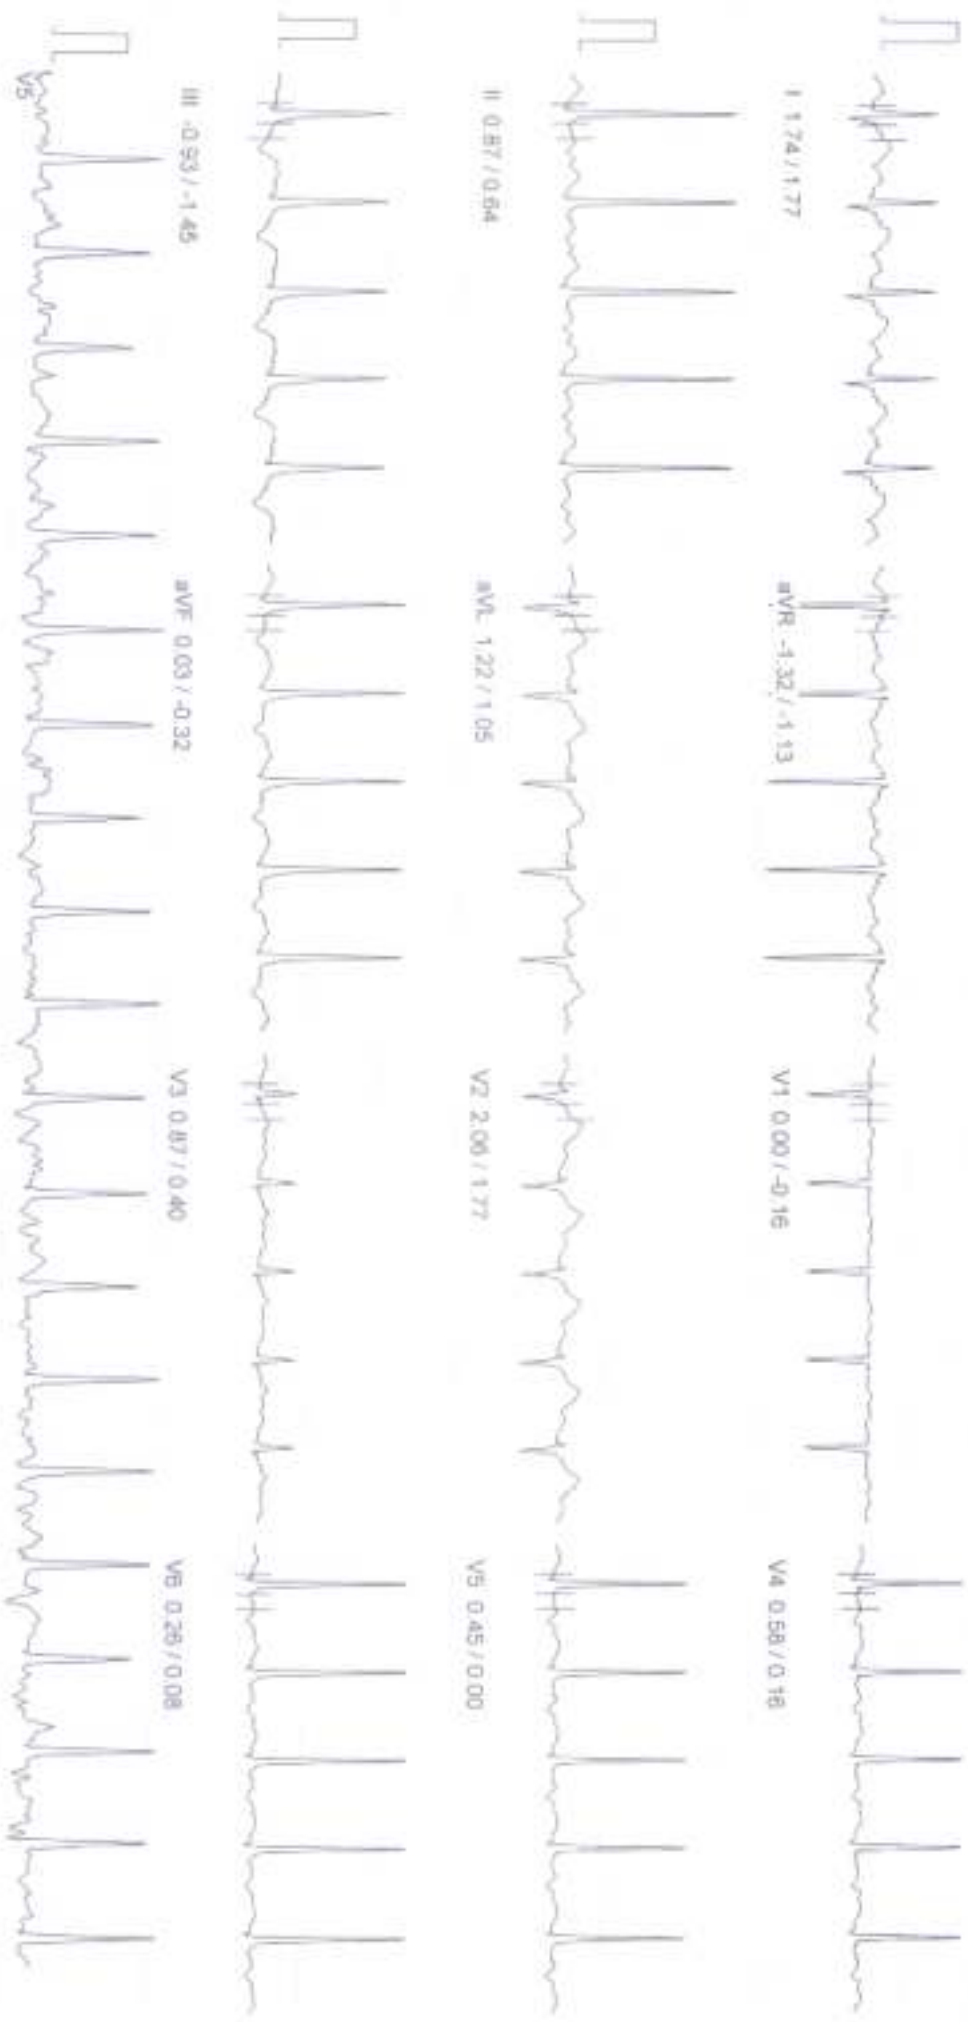 I 1.74 / 1.77 aVR -1.32 / -1.13 V1 0.00 / -0.16 V4 0.58 / 0.16
II 0.87 / 0.64 aVL 1.22 / 1.05 V2 2.06 / 1.77 V5 0.45 / 0.00
III -0.93 / -1.45 aVF 0.03 / -0.32 V3 0.87 / 0.40 V6 0.26 / 0.08
V5